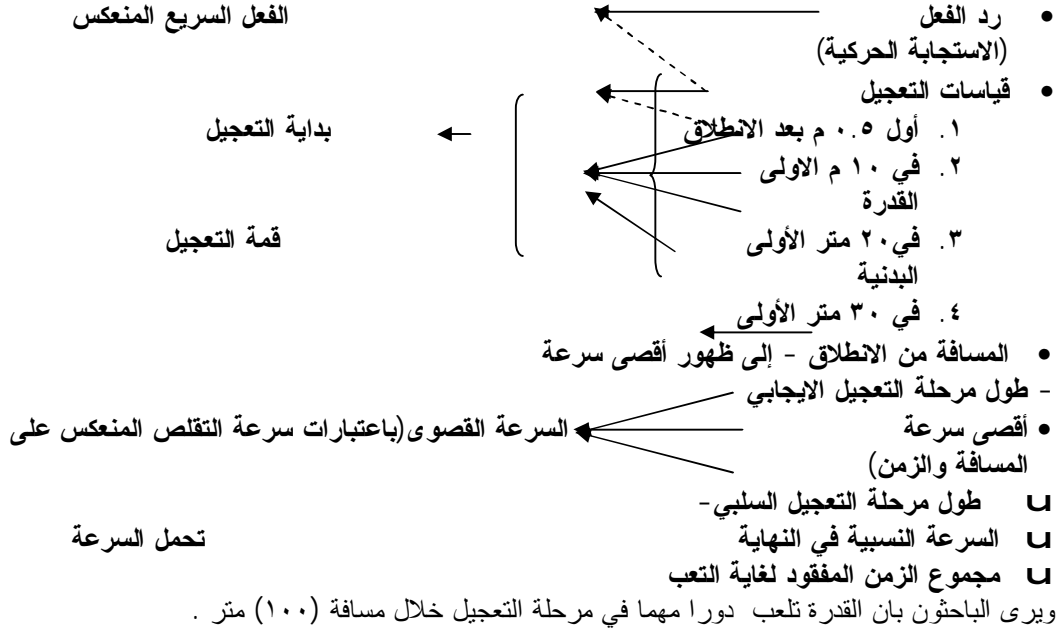 • رد الفعل الفعل السريع المنعكس
(الاستجابة الحركية)
• قياسات التعجيل
١. أول ٠.٥ م بعد الانطلاق بداية التعجيل
٢. في ١٠ م الاولى
القدرة
٣. في٢٠ متر الأولى قمة التعجيل
البدنية
٤. في ٣٠ متر الأولى
• المسافة من الانطلاق - إلى ظهور أقصى سرعة
- طول مرحلة التعجيل الايجابي
• أقصى سرعة السرعة القصوى(باعتبارات سرعة التقلص المنعكس على
المسافة والزمن)
u طول مرحلة التعجيل السلبي-
u السرعة النسبية في النهاية تحمل السرعة
u مجموع الزمن المفقود لغاية التعب
ويرى الباحثون بان القدرة تلعب دورا مهما في مرحلة التعجيل خلال مسافة (١٠٠) متر .